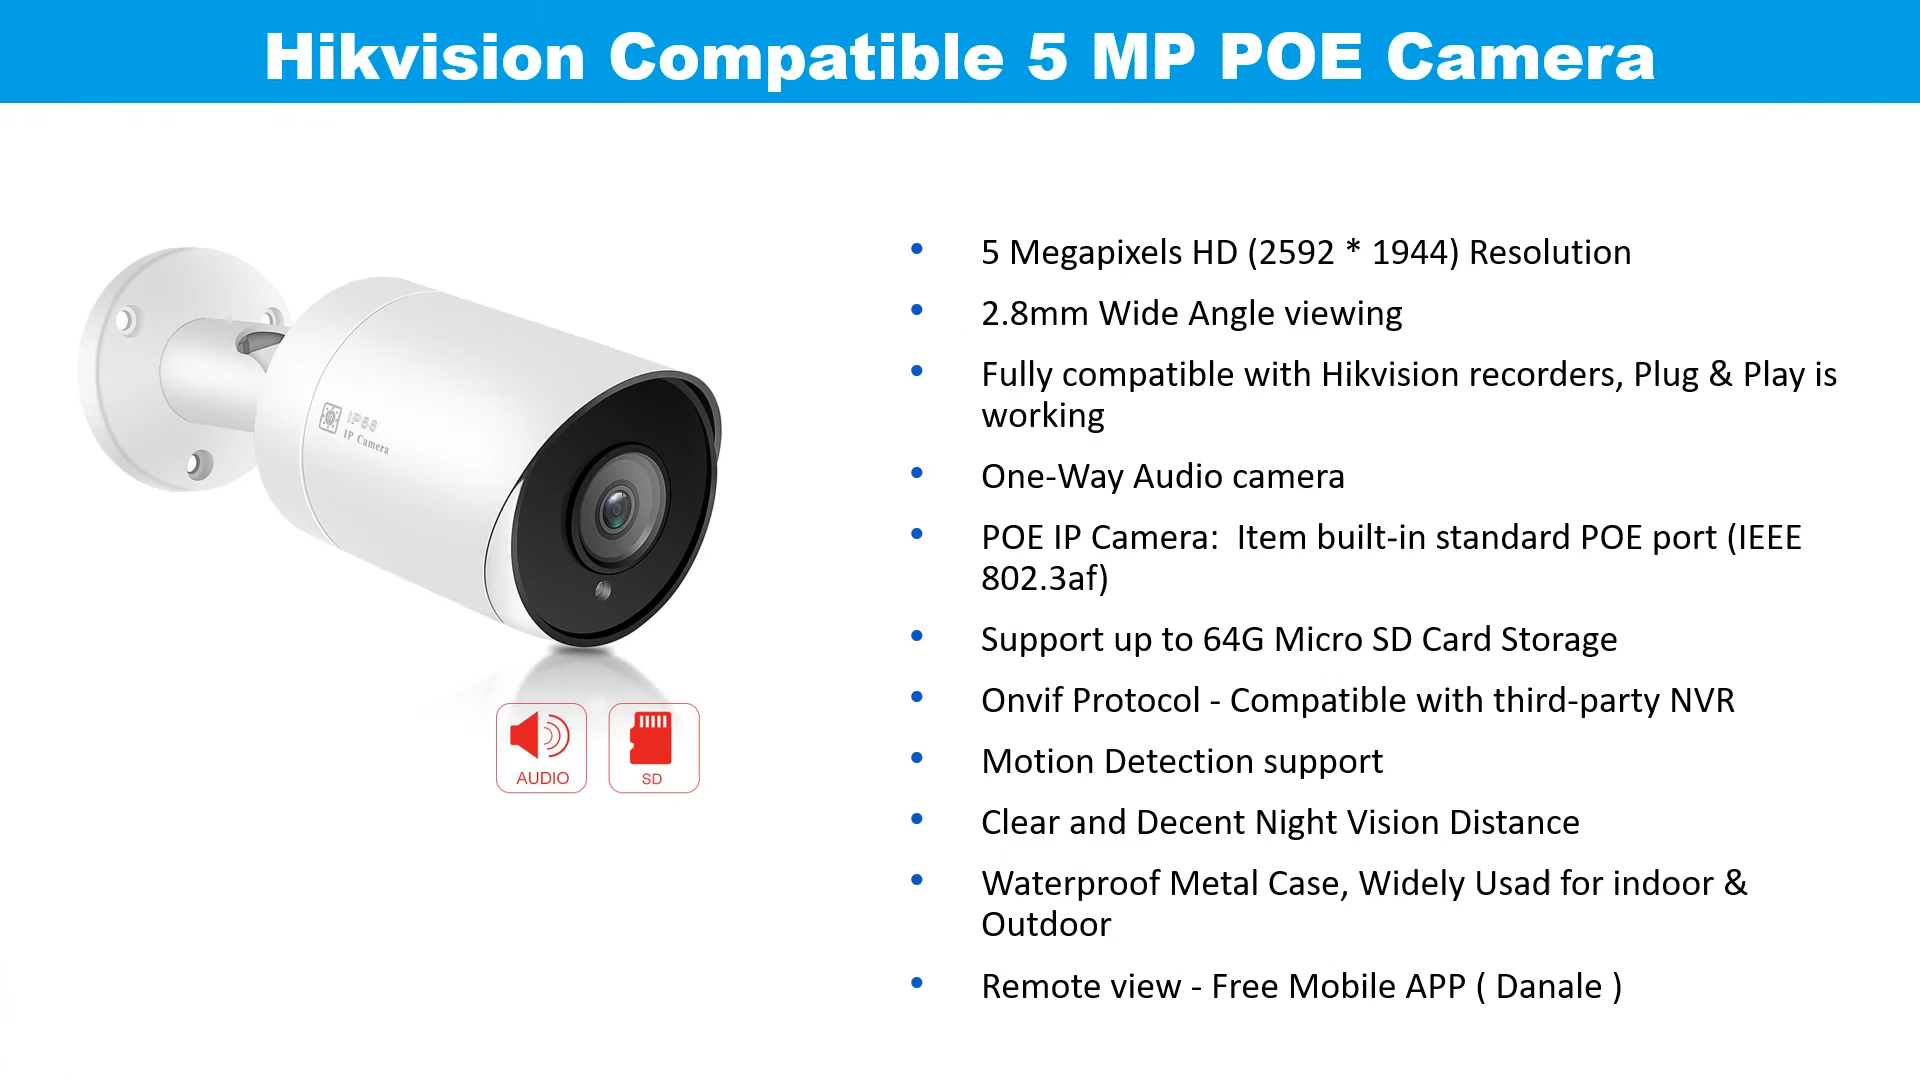 Hikvision Compatible 5 MP POE Camera
5 Megapixels HD (2592 * 1944) Resolution
2.8mm Wide Angle viewing
Fully compatible with Hikvision recorders, Plug & Play is
working
One-Way Audio camera
POE IP Camera:  Item built-in standard POE port (IEEE
802.3af)
Support up to 64G Micro SD Card Storage
Onvif Protocol - Compatible with third-party NVR
Motion Detection support
Clear and Decent Night Vision Distance
Waterproof Metal Case, Widely Usad for indoor &
Outdoor
Remote view - Free Mobile APP ( Danale )
IP66
IP Camera
AUDIO
SD